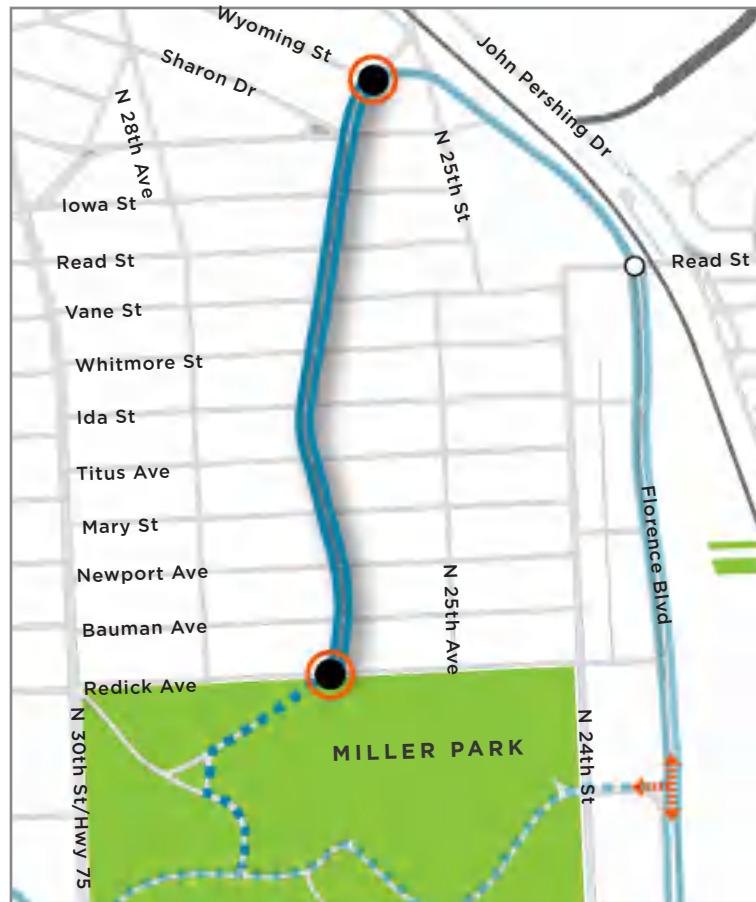 Wyoming St
John Pershing Dr
Sharon Dr
N 28th Ave
N 25th St
Iowa St
Read St
Read St
Vane St
Whitmore St
Ida St
Titus Ave
Mary St
Florence Blvd
Newport Ave
N 25th Ave
Bauman Ave
Redick Ave
N 30th St/Hwy 75
N 24th St
MILLER PARK